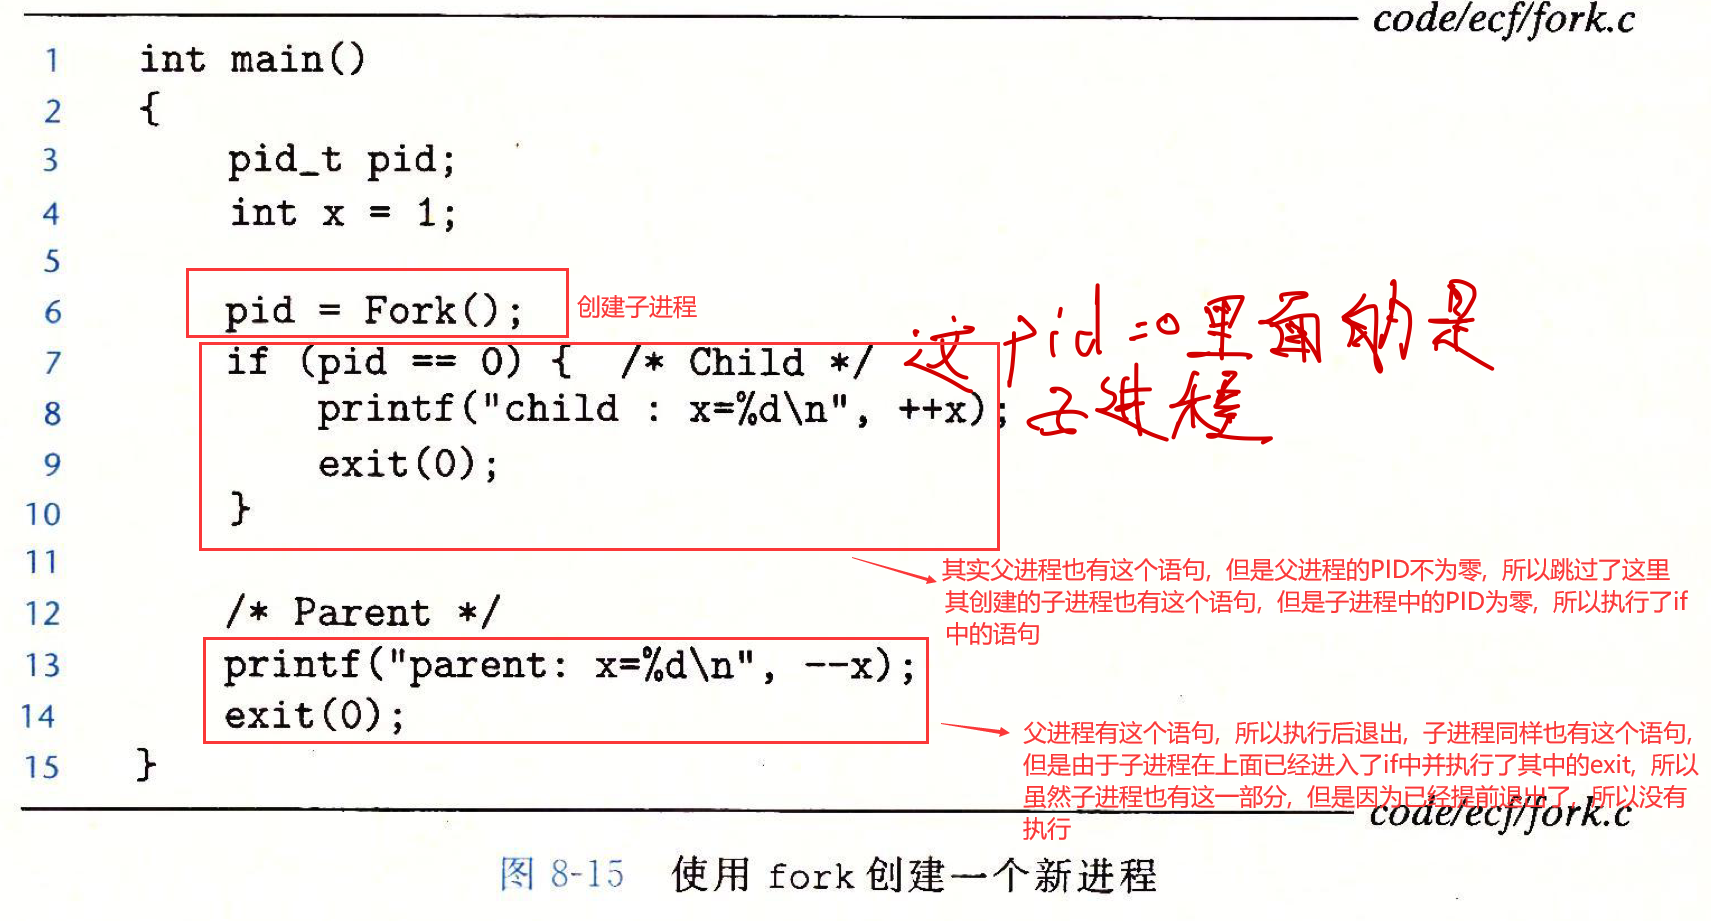 code/ecf/fork.c
1 int main()
2 {
3 pid_t pid;
4 int x = 1;
5
6 pid = Fork(); 创建子进程
7 if (pid == 0) { /* Child */ 这个pid=0里面的是
8 printf("child : x=%d\n", ++x); 子进程
9 exit(0);
10 }
11
其实父进程也有这个语句,但是父进程的PID不为零,所以跳过了这里
其创建的子进程也有这个语句,但是子进程中的PID为零,所以执行了if
中的语句
12 /* Parent */
13 printf("parent: x=%d\n", --x);
14 exit(0);
15 }
父进程有这个语句,所以执行后退出,子进程同样也有这个语句,
但是由于子进程在上面已经进入了if中并执行了其中的exit,所以
虽然子进程也有这一部分,但是因为已经提前退出了,所以没有
执行
code/ecf/fork.c
图 8-15 使用 fork 创建一个新进程